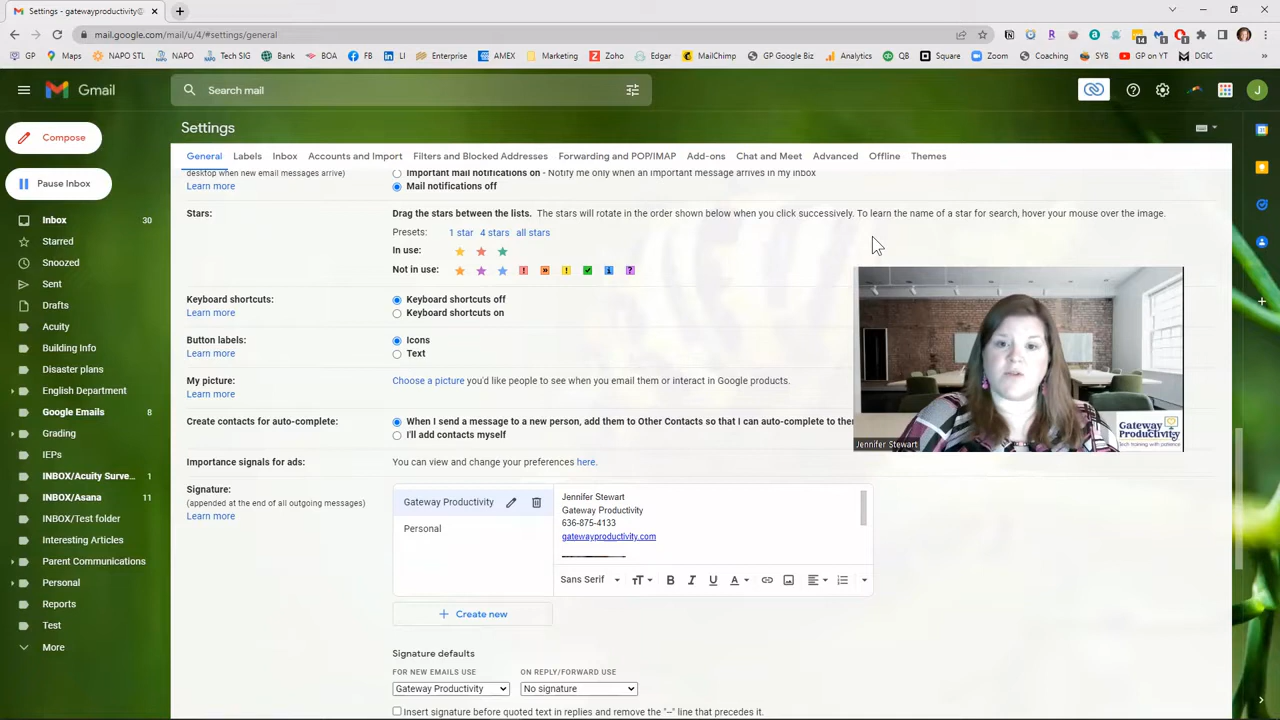 Settings - gatewayproductivity@
mail.google.com/mail/u/4/#settings/general
GP
Maps
NAPO STL
NAPO
Tech SIG
Bank
BOA
FB
LI
Enterprise
AMEX
Marketing
Zoho
Edgar
MailChimp
GP Google Biz
Analytics
QB
Square
Zoom
Coaching
SYB
GP on YT
DGIC
Gmail
Search mail
J
Settings
Compose
Pause Inbox
General
Labels
Inbox
Accounts and Import
Filters and Blocked Addresses
Forwarding and POP/IMAP
Add-ons
Chat and Meet
Advanced
Offline
Themes
Inbox 30
Starred
Snoozed
Sent
Drafts
Acuity
Building Info
Disaster plans
English Department
Google Emails 8
Grading
IEPs
INBOX/Acuity Surve... 1
INBOX/Asana 11
INBOX/Test folder
Interesting Articles
Parent Communications
Personal
Reports
Test
More
desktop when new email messages arrive)
Learn more
Important mail notifications on - Notify me only when an important message arrives in my inbox
Mail notifications off
Stars:
Drag the stars between the lists. The stars will rotate in the order shown below when you click successively. To learn the name of a star for search, hover your mouse over the image.
Presets: 1 star 4 stars all stars
In use:
Not in use:
Keyboard shortcuts:
Learn more
Keyboard shortcuts off
Keyboard shortcuts on
Button labels:
Learn more
Icons
Text
My picture:
Learn more
Choose a picture you'd like people to see when you email them or interact in Google products.
Create contacts for auto-complete:
When I send a message to a new person, add them to Other Contacts so that I can auto-complete to
I'll add contacts myself
Importance signals for ads:
You can view and change your preferences here.
Signature:
(appended at the end of all outgoing messages)
Learn more
Gateway Productivity
Personal
Jennifer Stewart
Gateway Productivity
636-875-4133
gatewayproductivity.com
Sans Serif
Create new
Signature defaults
FOR NEW EMAILS USE
ON REPLY/FORWARD USE
Gateway Productivity
No signature
Insert signature before quoted text in replies and remove the "--" line that precedes it.
Jennifer Stewart
Gateway
Productivity
Tech training with patience